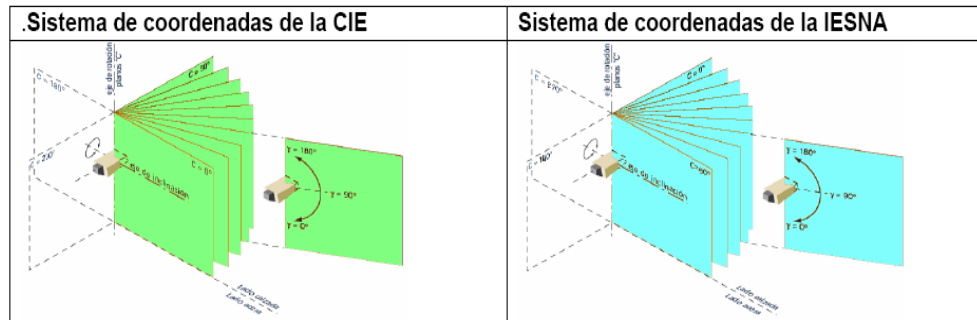 .Sistema de coordenadas de la CIE
eje de rotación
planos "C"
C = 180°
C = 90°
C = 0°
Eje de inclinación
γ = 180°
γ = 90°
γ = 0°
Lado calzada
Lado acera
Sistema de coordenadas de la IESNA
eje de rotación
planos "C"
C = 270°
C = 180°
C = 0°
C=90°
Eje de inclinación
γ = 180°
γ = 90°
γ = 0°
Lado calzada
Lado acera